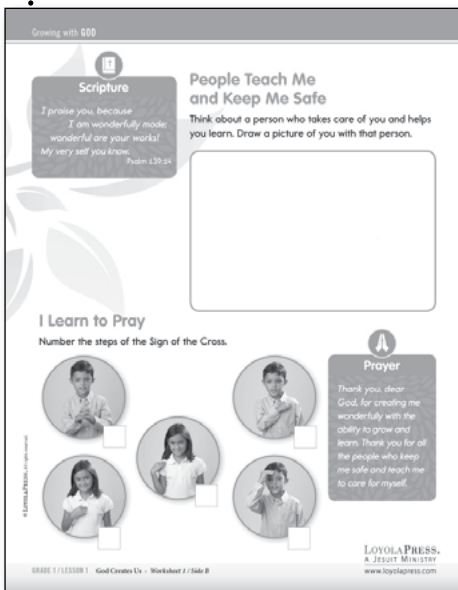 Growing with GOD
Scripture
I praise you, because
I am wonderfully made;
wonderful are your works!
My very self you know.
Psalm 139:14
People Teach Me
and Keep Me Safe
Think about a person who takes care of you and helps
you learn. Draw a picture of you with that person.
I Learn to Pray
Number the steps of the Sign of the Cross.
Prayer
Thank you, dear
God, for creating me
wonderfully with the
ability to grow and
learn. Thank you for all
the people who keep
me safe and teach me
to care for myself.
© LOYOLAPRESS. All rights reserved.
LOYOLAPRESS.
A JESUIT MINISTRY
www.loyolapress.com
GRADE 1 / LESSON 1 God Creates Us • Worksheet 1 / Side B